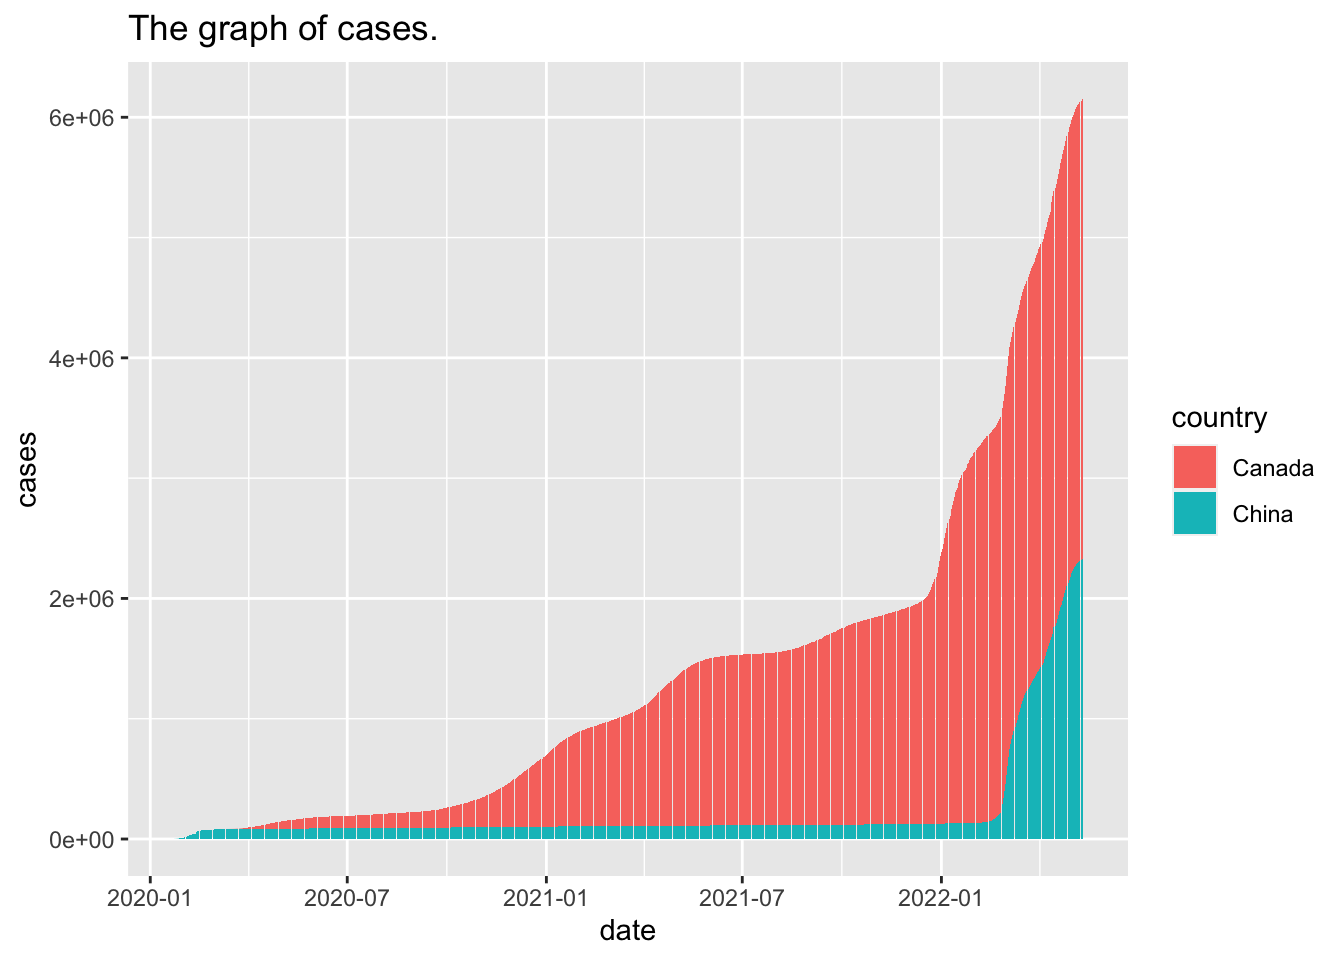 The graph of cases.
6e+06
4e+06
2e+06
0e+00
cases
2020-01
2020-07
2021-01
2021-07
2022-01
date
country
Canada
China